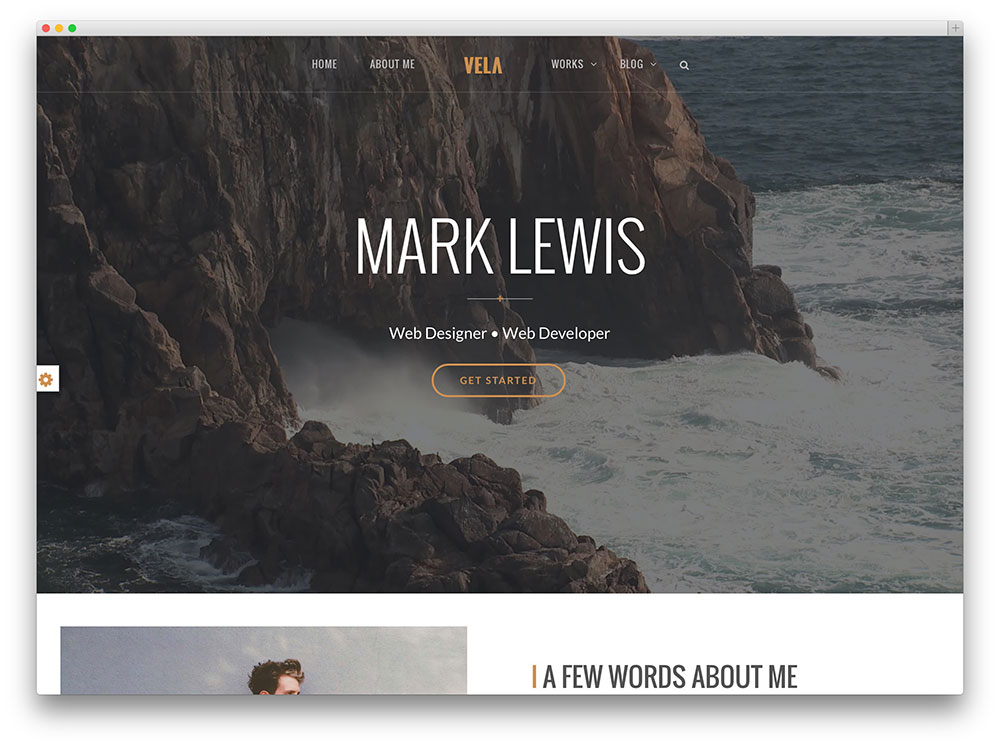 HOME ABOUT ME VELA WORKS BLOG
MARK LEWIS
Web Designer • Web Developer
GET STARTED
A FEW WORDS ABOUT ME